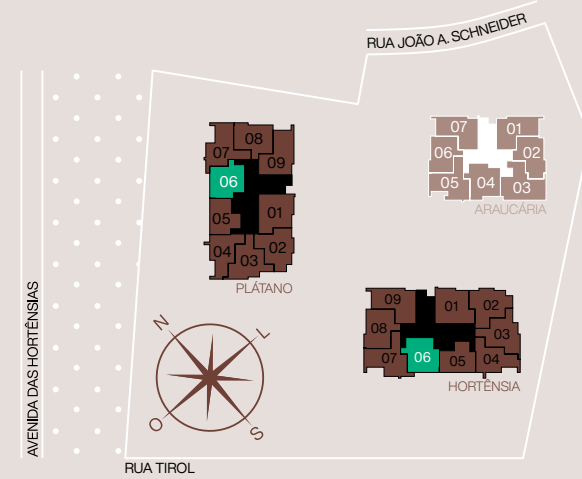 RUA JOÃO A. SCHNEIDER
07 08 09
06
05 01
04 03 02
PLÁTANO
07 01
06 02
05 04 03
ARAUCÁRIA
09 01 02
08 03
07 06 05 04
HORTÊNSIA
N L
O S
AVENIDA DAS HORTÊNSIAS
RUA TIROL